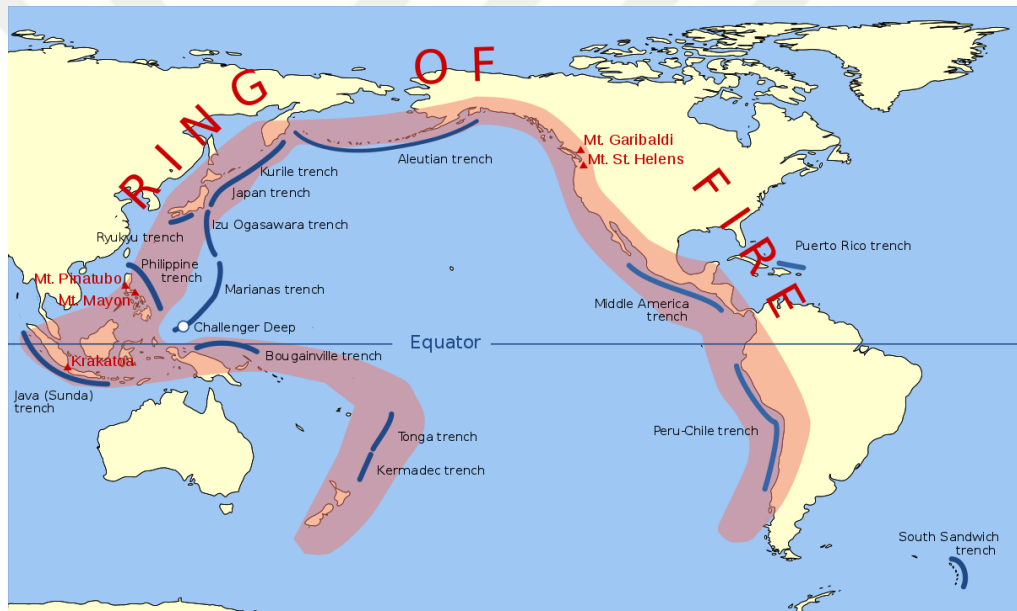 RING OF FIRE
Mt. Garibaldi
Mt. St. Helens
Aleutian trench
Kurile trench
Japan trench
Izu Ogasawara trench
Ryukyu trench
Puerto Rico trench
Philippine
trench
Mt. Pinatubo
Mt. Mayon
Marianas trench
Middle America
trench
Challenger Deep
Equator
Bougainville trench
Krakatoa
Java (Sunda)
trench
Peru-Chile trench
Tonga trench
Kermadec trench
South Sandwich
trench